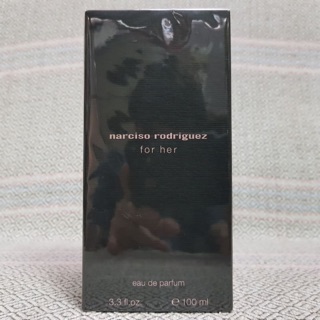 narciso rodriguez
for her
eau de parfum
3.3 fl oz. ℮ 100 ml